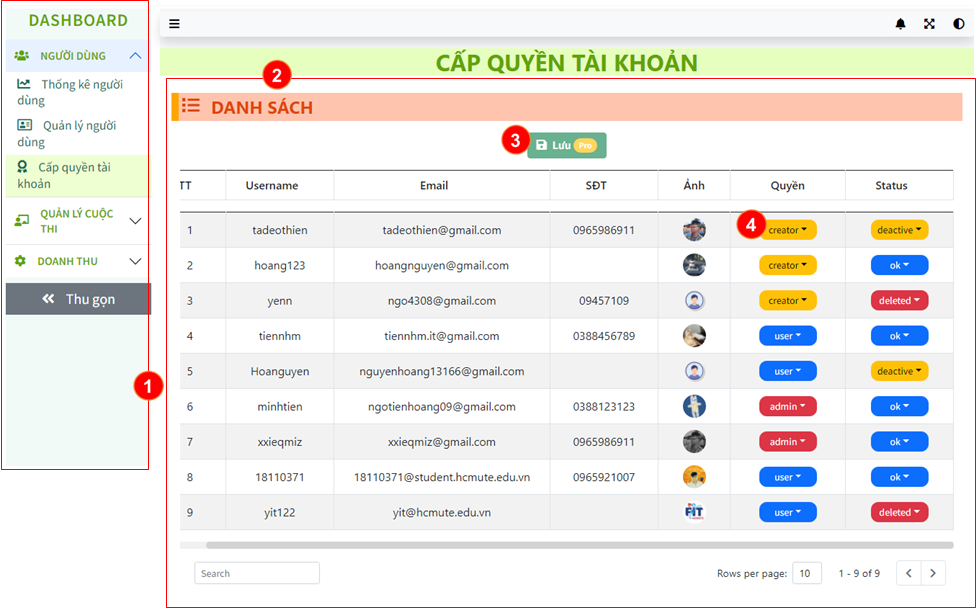 DASHBOARD
NGƯỜI DÙNG
Thống kê người
dùng
Quản lý người
dùng
Cấp quyền tài
khoản
QUẢN LÝ CUỘC
THI
DOANH THU
Thu gọn
1
CẤP QUYỀN TÀI KHOẢN
2
DANH SÁCH
3 Lưu Pro
TT Username Email SĐT Ảnh Quyền Status
4
1 tadeothien tadeothien@gmail.com 0965986911 creator deactive
2 hoang123 hoangnguyen@gmail.com creator ok
3 yenn ngo4308@gmail.com 09457109 creator deleted
4 tiennhm tiennhm.it@gmail.com 0388456789 user ok
5 Hoanguyen nguyenhoang13166@gmail.com user deactive
6 minhtien ngotienhoang09@gmail.com 0388123123 admin ok
7 xxieqmiz xxieqmiz@gmail.com 0965986911 admin ok
8 18110371 18110371@student.hcmute.edu.vn 0965921007 user ok
9 yit122 yit@hcmute.edu.vn FIT user deleted
Search Rows per page: 10 1 - 9 of 9